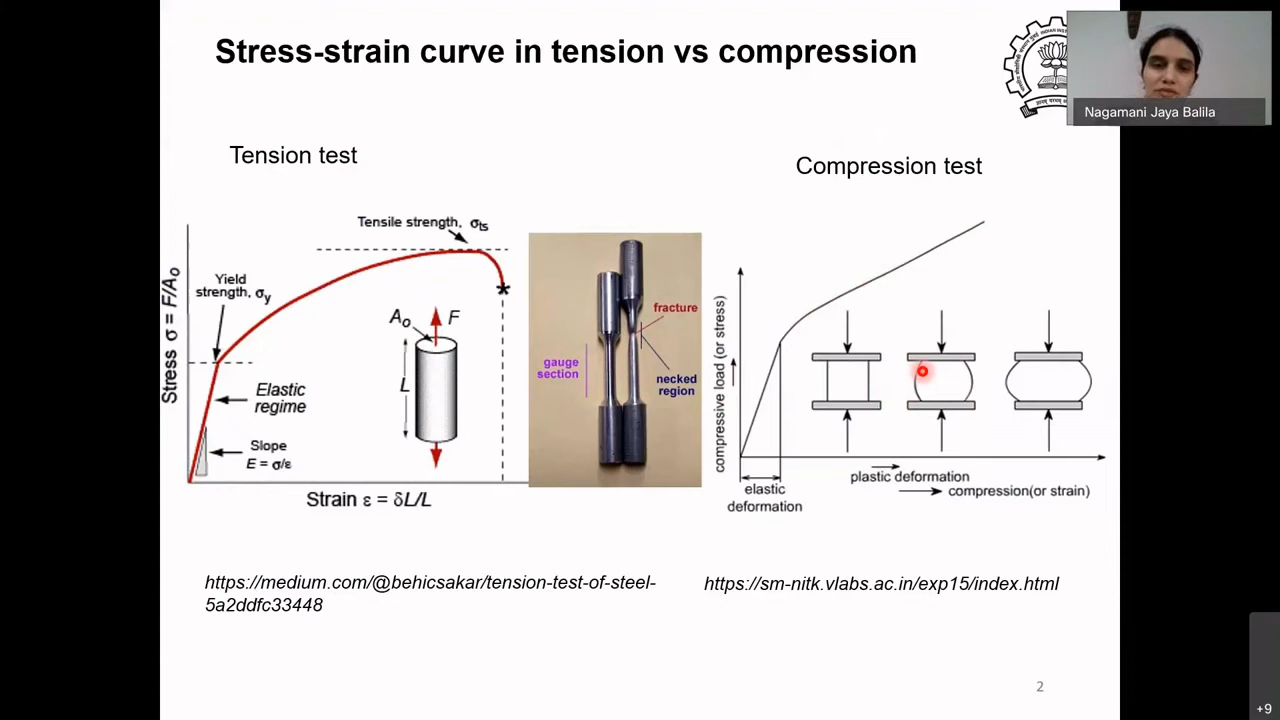 Stress-strain curve in tension vs compression
Nagamani Jaya Balila
Tension test
Compression test
Tensile strength, σts
Yield
strength, σy
Stress σ = F/Ao
Ao
F
L
Elastic
regime
Slope
E = σ/ε
Strain ε = δL/L
fracture
gauge
section
necked
region
compressive load (or stress)
elastic
deformation
plastic deformation
compression(or strain)
https://medium.com/@behicsakar/tension-test-of-steel-
5a2ddfc33448
https://sm-nitk.vlabs.ac.in/exp15/index.html
2
+9